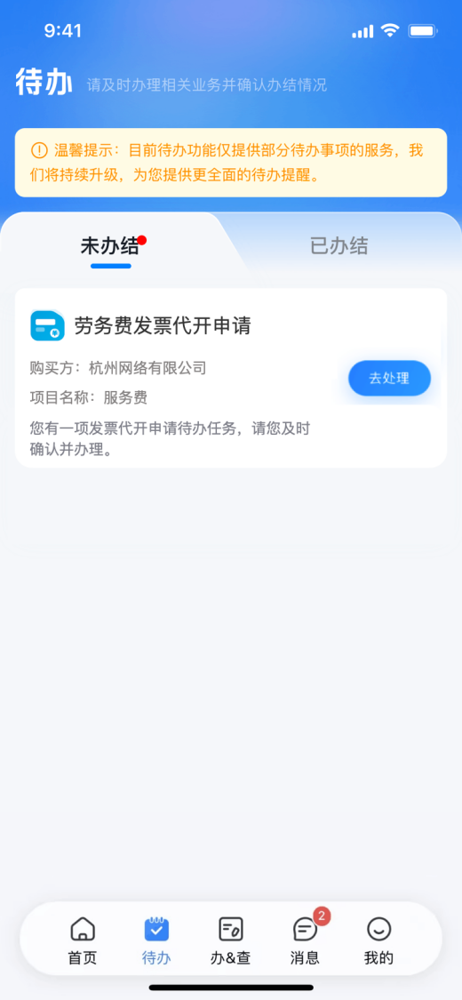 9:41
待办 请及时办理相关业务并确认办结情况
温馨提示：目前待办功能仅提供部分待办事项的服务，我
们将持续升级，为您提供更全面的待办提醒。
未办结 已办结
劳务费发票代开申请
购买方：杭州网络有限公司
去处理
项目名称：服务费
您有一项发票代开申请待办任务，请您及时
确认并办理。
2
首页 待办 办&查 消息 我的